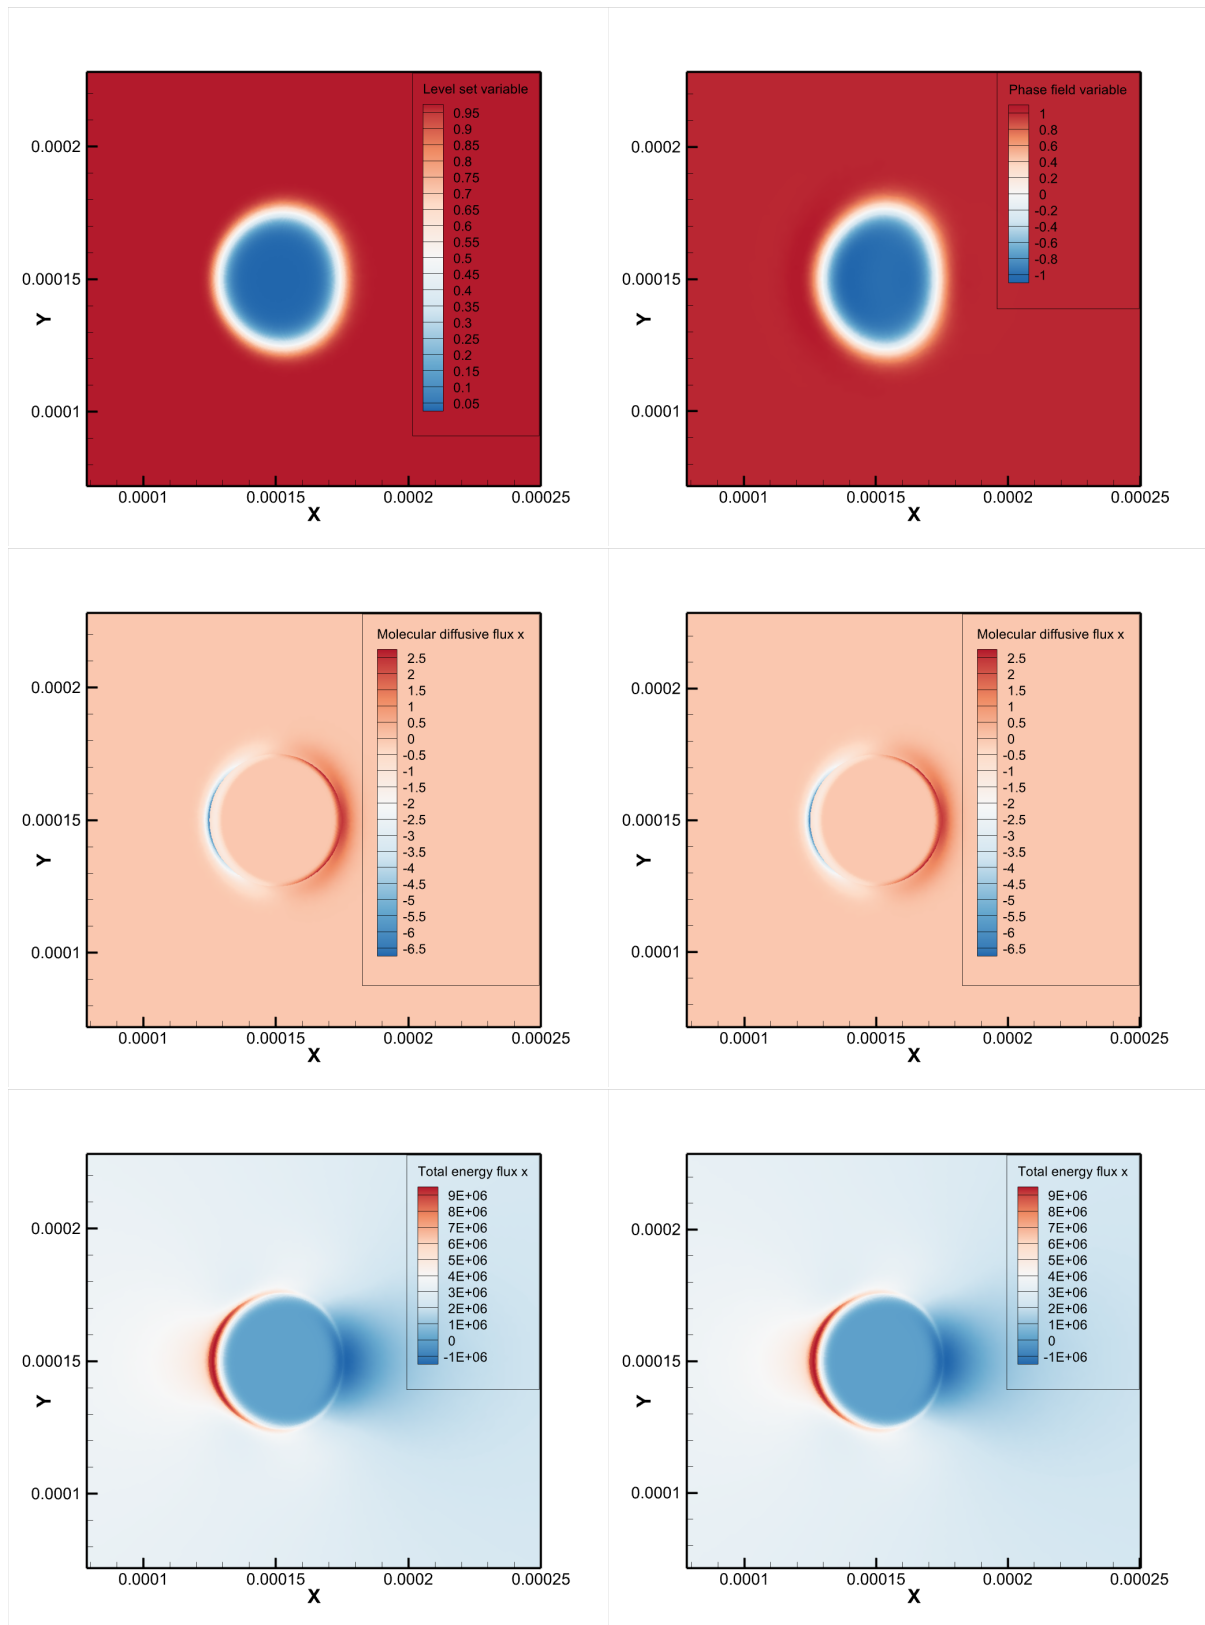 Level set variable
0.95
0.9
0.85
0.8
0.75
0.7
0.65
0.6
0.55
0.5
0.45
0.4
0.35
0.3
0.25
0.2
0.15
0.1
0.05
0.0002
0.00015
0.0001
Y
0.0001 0.00015 0.0002 0.00025
X
Phase field variable
1
0.8
0.6
0.4
0.2
0
-0.2
-0.4
-0.6
-0.8
-1
0.0002
0.00015
0.0001
Y
0.0001 0.00015 0.0002 0.00025
X
Molecular diffusive flux x
2.5
2
1.5
1
0.5
0
-0.5
-1
-1.5
-2
-2.5
-3
-3.5
-4
-4.5
-5
-5.5
-6
-6.5
0.0002
0.00015
0.0001
Y
0.0001 0.00015 0.0002 0.00025
X
Molecular diffusive flux x
2.5
2
1.5
1
0.5
0
-0.5
-1
-1.5
-2
-2.5
-3
-3.5
-4
-4.5
-5
-5.5
-6
-6.5
0.0002
0.00015
0.0001
Y
0.0001 0.00015 0.0002 0.00025
X
Total energy flux x
9E+06
8E+06
7E+06
6E+06
5E+06
4E+06
3E+06
2E+06
1E+06
0
-1E+06
0.0002
0.00015
0.0001
Y
0.0001 0.00015 0.0002 0.00025
X
Total energy flux x
9E+06
8E+06
7E+06
6E+06
5E+06
4E+06
3E+06
2E+06
1E+06
0
-1E+06
0.0002
0.00015
0.0001
Y
0.0001 0.00015 0.0002 0.00025
X